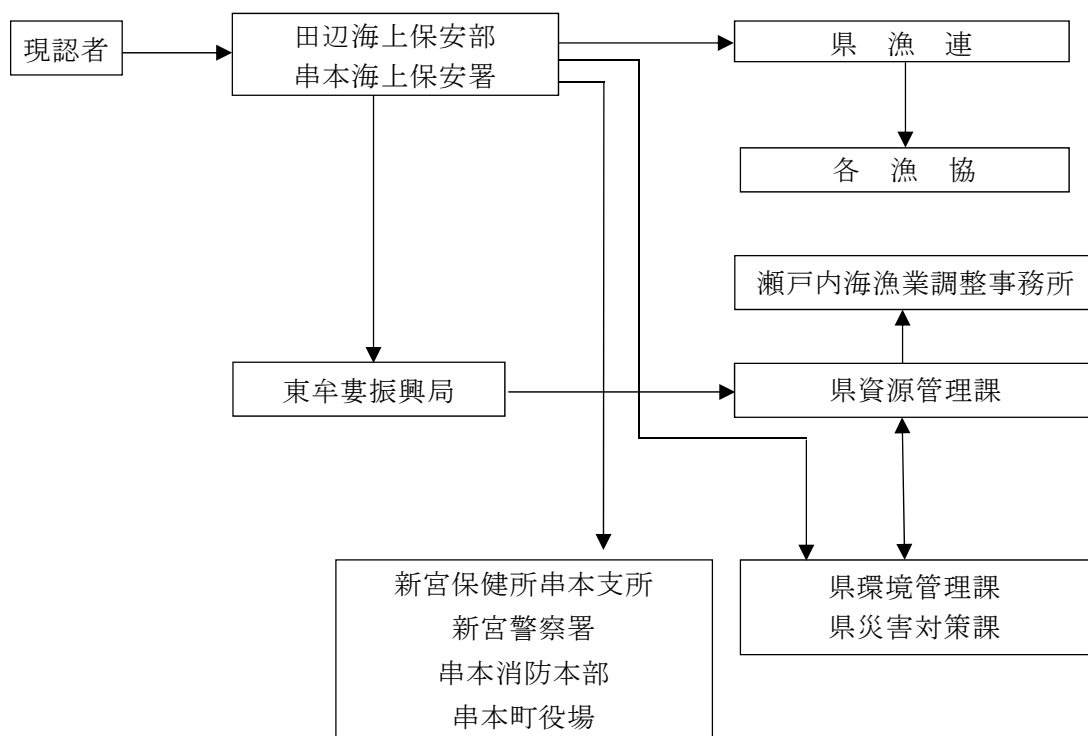 現認者
田辺海上保安部
串本海上保安署
県　漁　連
各　漁　協
瀬戸内海漁業調整事務所
東牟婁振興局
県資源管理課
新宮保健所串本支所
新宮警察署
串本消防本部
串本町役場
県環境管理課
県災害対策課